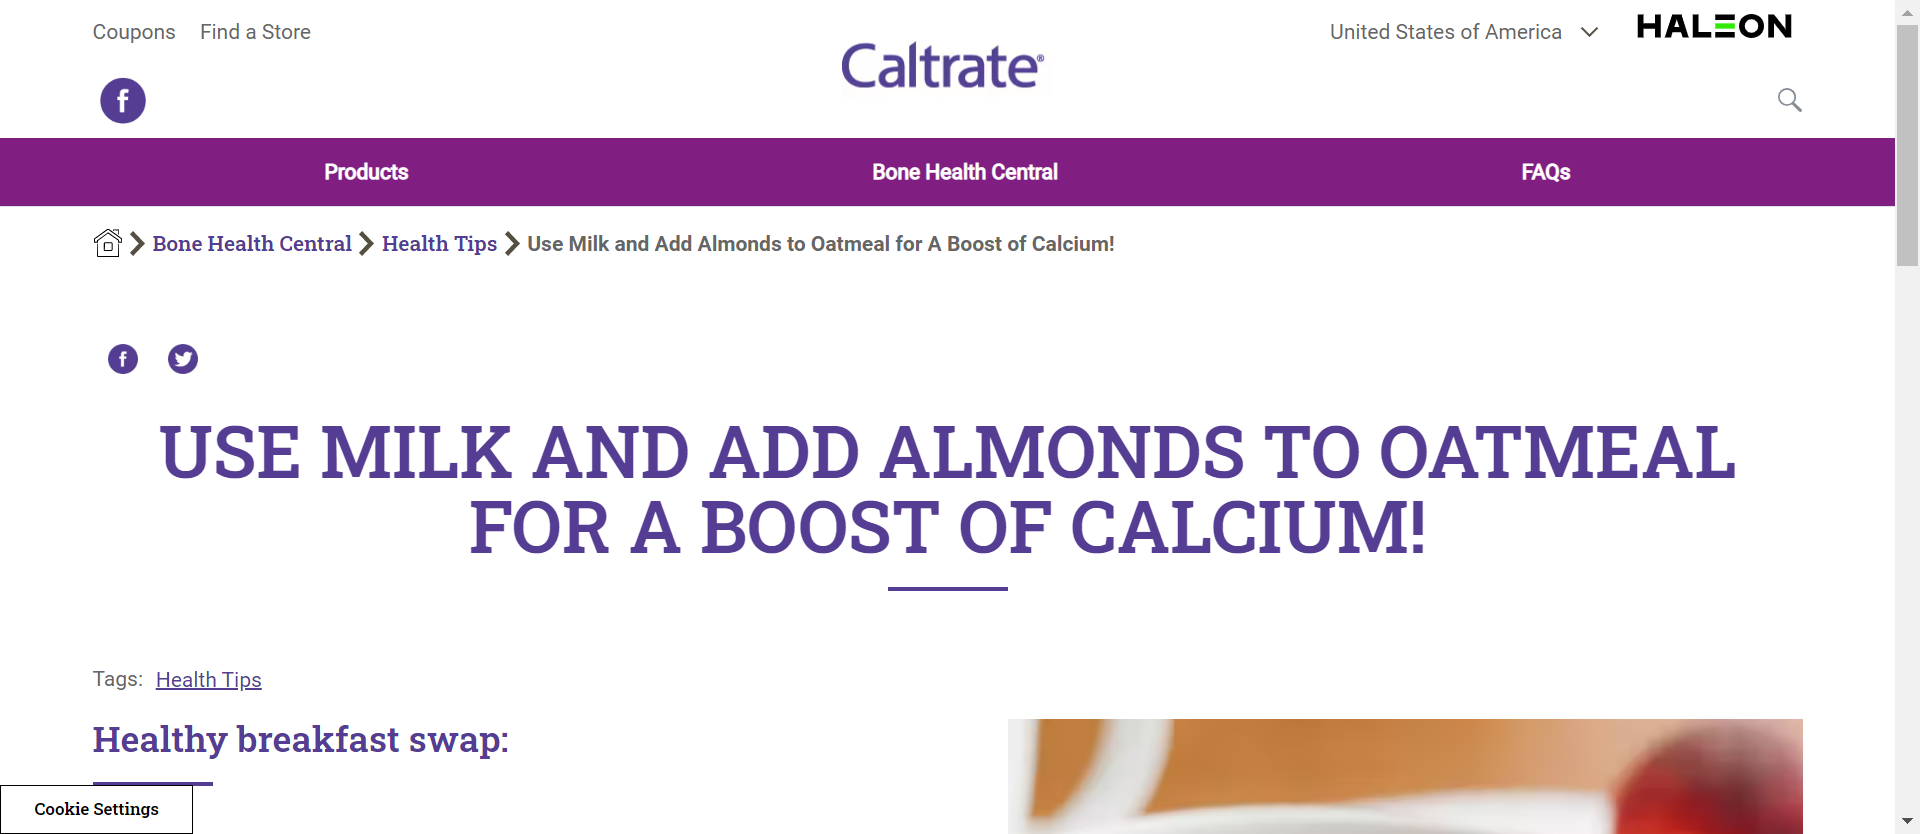 Coupons Find a Store
United States of America
HALEON
Caltrate®
Products Bone Health Central FAQs
Bone Health Central Health Tips Use Milk and Add Almonds to Oatmeal for A Boost of Calcium!
USE MILK AND ADD ALMONDS TO OATMEAL
FOR A BOOST OF CALCIUM!
Tags: Health Tips
Healthy breakfast swap:
Cookie Settings